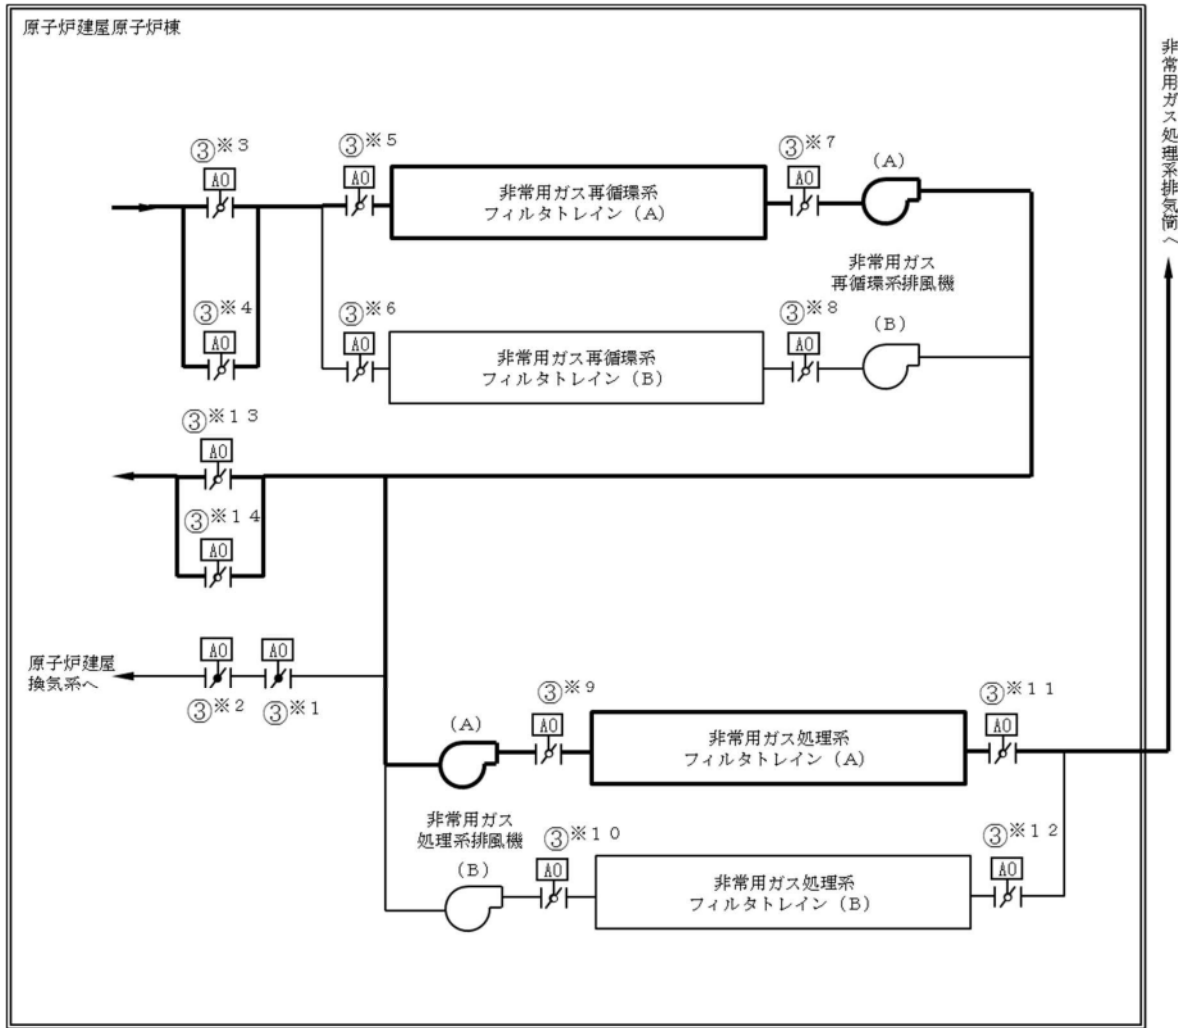 原子炉建屋原子炉棟
非常用ガス処理系排気筒へ
③※3
AO
③※5
AO
③※7
AO
(A)
非常用ガス再循環系
フィルタトレイン(A)
③※4
AO
③※6
AO
③※8
AO
非常用ガス
再循環系排風機
(B)
非常用ガス再循環系
フィルタトレイン(B)
③※13
AO
③※14
AO
原子炉建屋
換気系へ
AO
③※2
AO
③※1
(A)
③※9
AO
非常用ガス処理系
フィルタトレイン(A)
③※11
AO
非常用ガス
処理系排風機
(B)
③※10
AO
非常用ガス処理系
フィルタトレイン(B)
③※12
AO